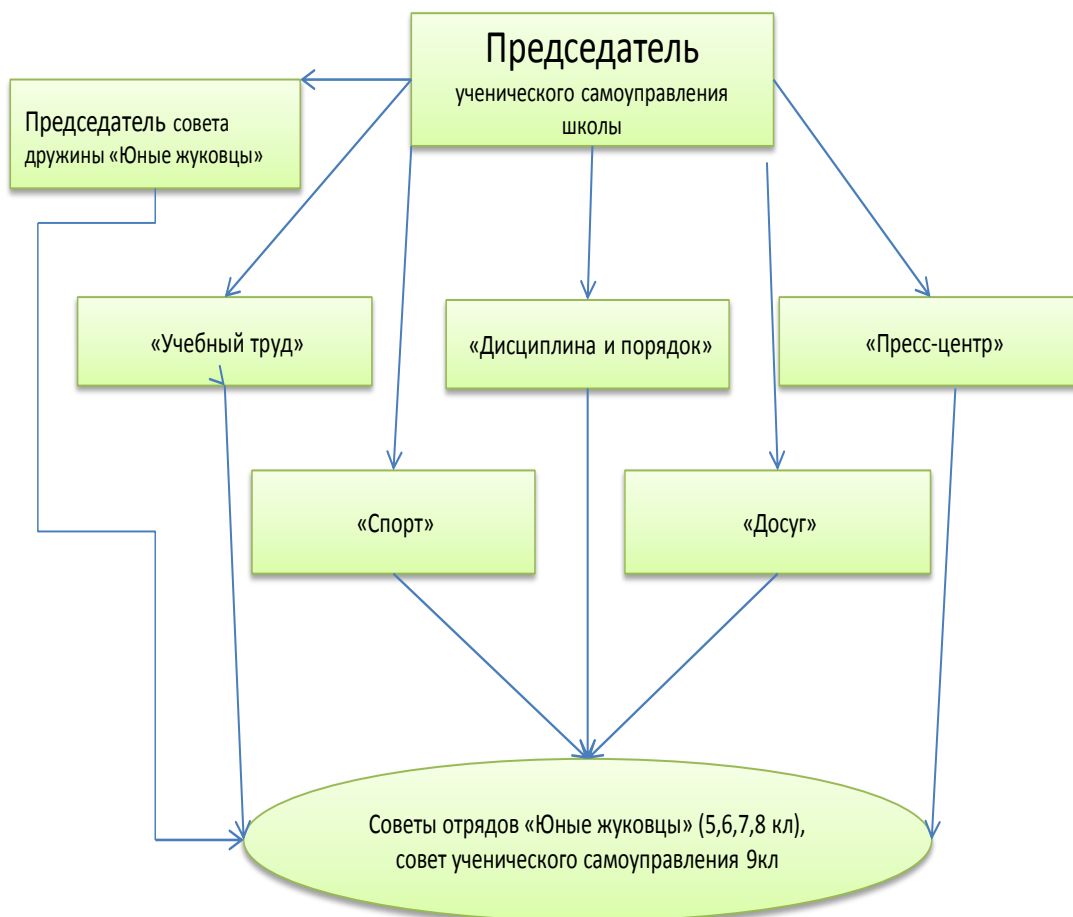 Председатель
ученического самоуправления
школы
Председатель совета
дружины «Юные жуковцы»
«Учебный труд»
«Дисциплина и порядок»
«Пресс-центр»
«Спорт»
«Досуг»
Советы отрядов «Юные жуковцы» (5,6,7,8 кл),
совет ученического самоуправления 9кл